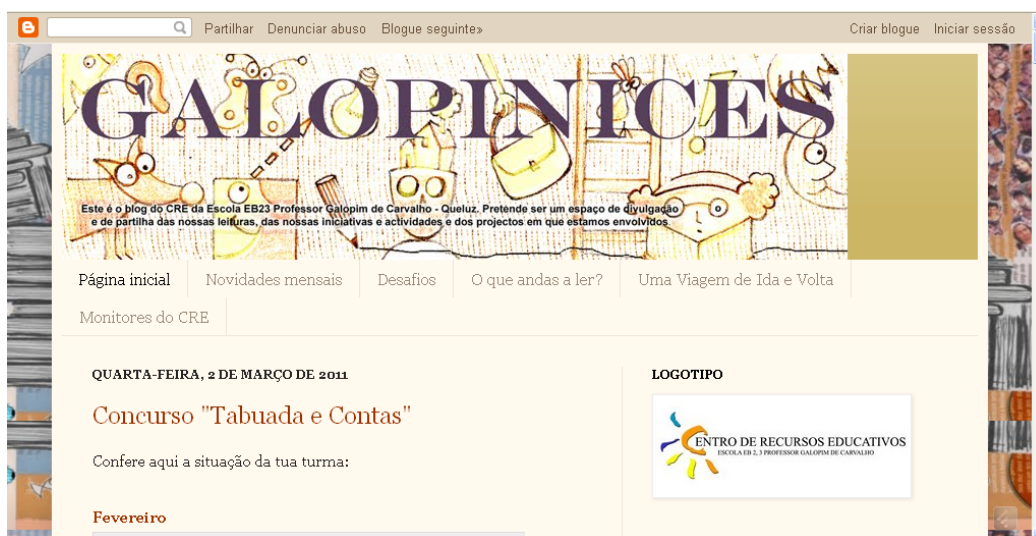 Partilhar Denunciar abuso Blogue seguinte» Criar blogue Iniciar sessão
GALOPINICES
Este é o blog do CRE da Escola EB23 Professor Galopim de Carvalho - Queluz. Pretende ser um espaço de divulgação
e de partilha das nossas leituras, das nossas iniciativas e actividades e dos projectos em que estamos envolvidos.
Página inicial Novidades mensais Desafios O que andas a ler? Uma Viagem de Ida e Volta
Monitores do CRE
QUARTA-FEIRA, 2 DE MARÇO DE 2011
Concurso "Tabuada e Contas"
Confere aqui a situação da tua turma:
Fevereiro
LOGOTIPO
CENTRO DE RECURSOS EDUCATIVOS
ESCOLA EB 2, 3 PROFESSOR GALOPIM DE CARVALHO